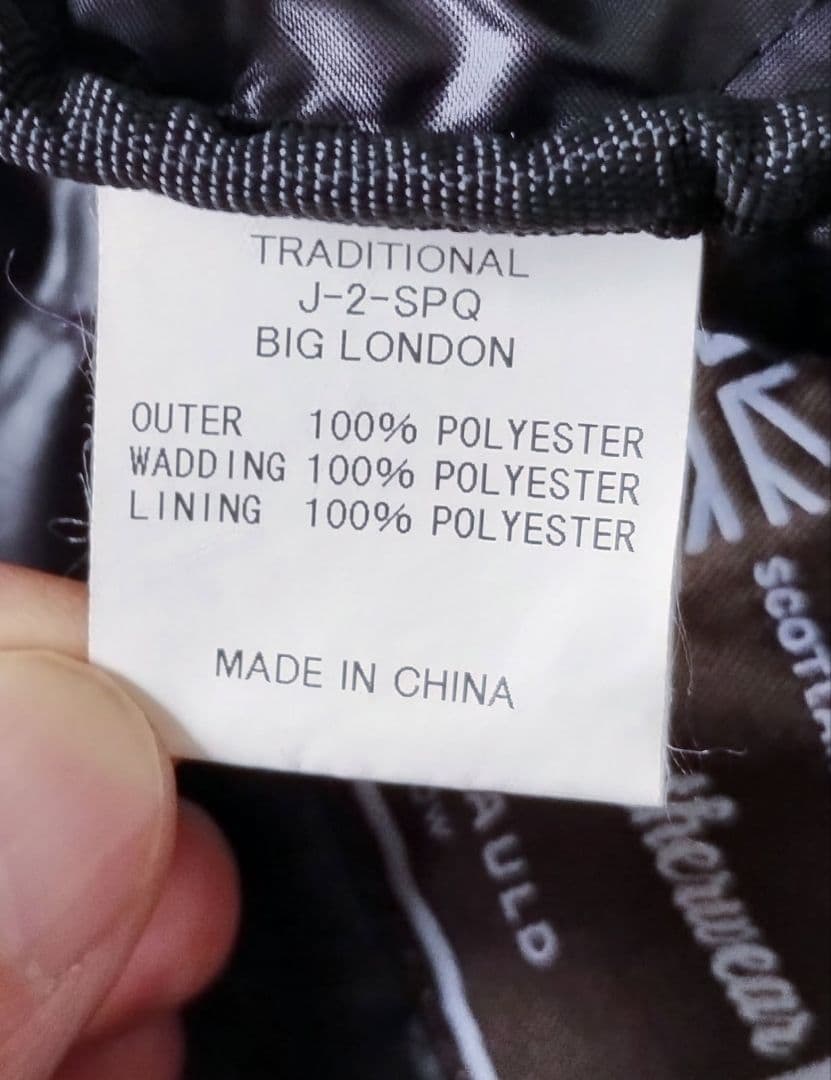 TRADITIONAL
J-2-SPQ
BIG LONDON
OUTER 100% POLYESTER
WADDING 100% POLYESTER
LINING 100% POLYESTER
MADE IN CHINA